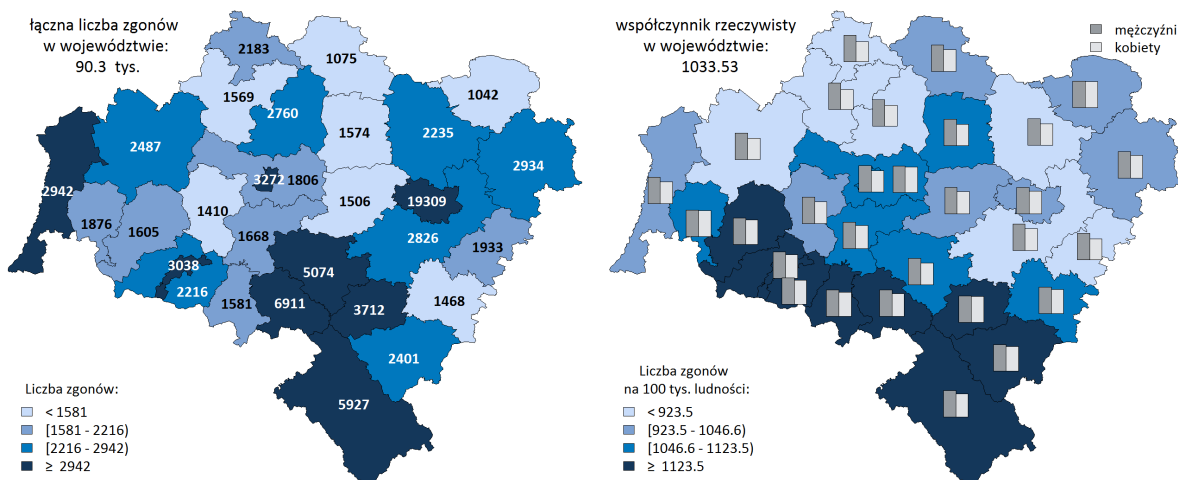 łączna liczba zgonów
w województwie:
90.3 tys.
2183
1075
1569
2760
1042
2487
1574
2235
2934
2942
3272
1806
1410
1506
19309
1876
1605
1668
2826
1933
3038
5074
2216
1581
6911
3712
1468
2401
5927
Liczba zgonów:
< 1581
[1581 - 2216)
[2216 - 2942)
≥ 2942
współczynnik rzeczywisty
w województwie:
1033.53
mężczyźni
kobiety
Liczba zgonów
na 100 tys. ludności:
< 923.5
[923.5 - 1046.6)
[1046.6 - 1123.5)
≥ 1123.5